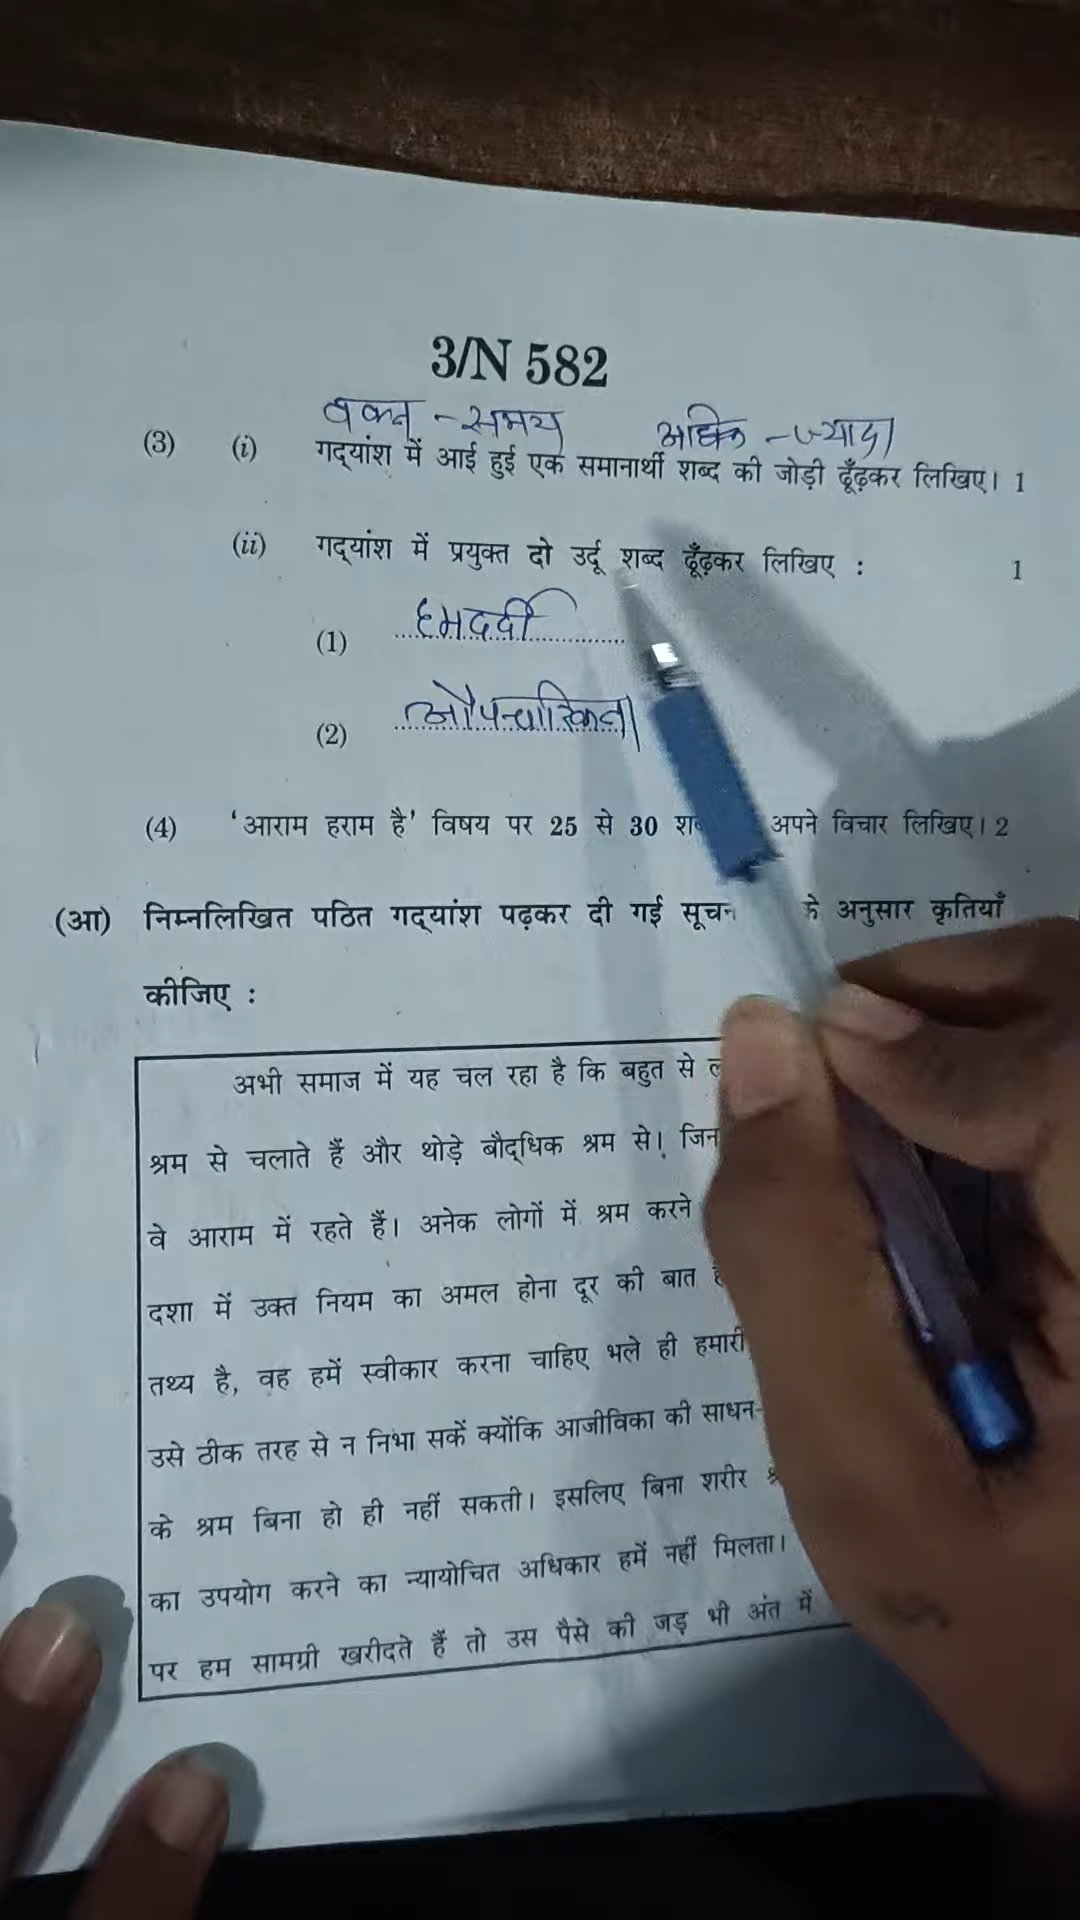 3/N 582
वक्त - समय अधिक - ज्यादा
(3) (i) गद्यांश में आई हुई एक समानार्थी शब्द की जोड़ी ढूँढ़कर लिखिए। 1
(ii) गद्यांश में प्रयुक्त दो उर्दू शब्द ढूँढ़कर लिखिए : 1
(1) हमदर्दी
(2) औपचारिकता
(4) 'आराम हराम है' विषय पर 25 से 30 अपने विचार लिखिए। 2
(आ) निम्नलिखित पठित गद्यांश पढ़कर दी गई के अनुसार कृतियाँ
कीजिए :
अभी समाज में यह चल रहा है कि बहुत से
श्रम से चलाते हैं और थोड़े बौद्धिक श्रम से।
वे आराम में रहते हैं। अनेक लोगों में श्रम करने
दशा में उक्त नियम का अमल होना दूर की बात
तथ्य है, वह हमें स्वीकार करना चाहिए भले ही हमारी
उसे ठीक तरह से न निभा सकें क्योंकि आजीविका की साधन-
के श्रम बिना हो ही नहीं सकती। इसलिए बिना शरीर
का उपयोग करने का न्यायोचित अधिकार हमें नहीं मिलता।
पर हम सामग्री खरीदते हैं तो उस पैसे की जड़ भी अंत में